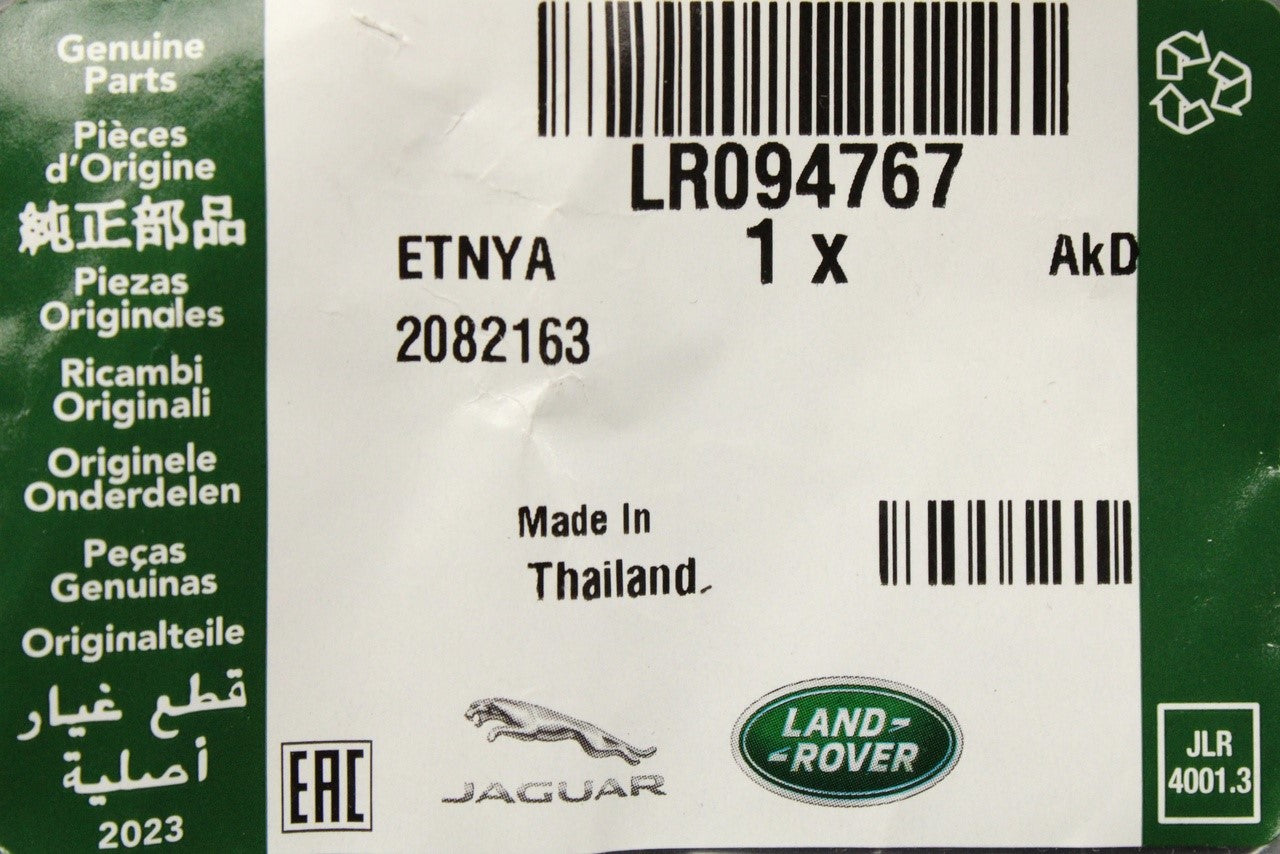 Genuine
Parts
Pièces
d'Origine
純正部品
Piezas
Originales
Ricambi
Originali
Originele
Onderdelen
Peças
Genuinas
Originalteile
قطع غيار
أصلية
2023
LR094767
ETNYA 1 x AkD
2082163
Made In
Thailand
EAC
JAGUAR
LAND-
-ROVER
JLR
4001.3